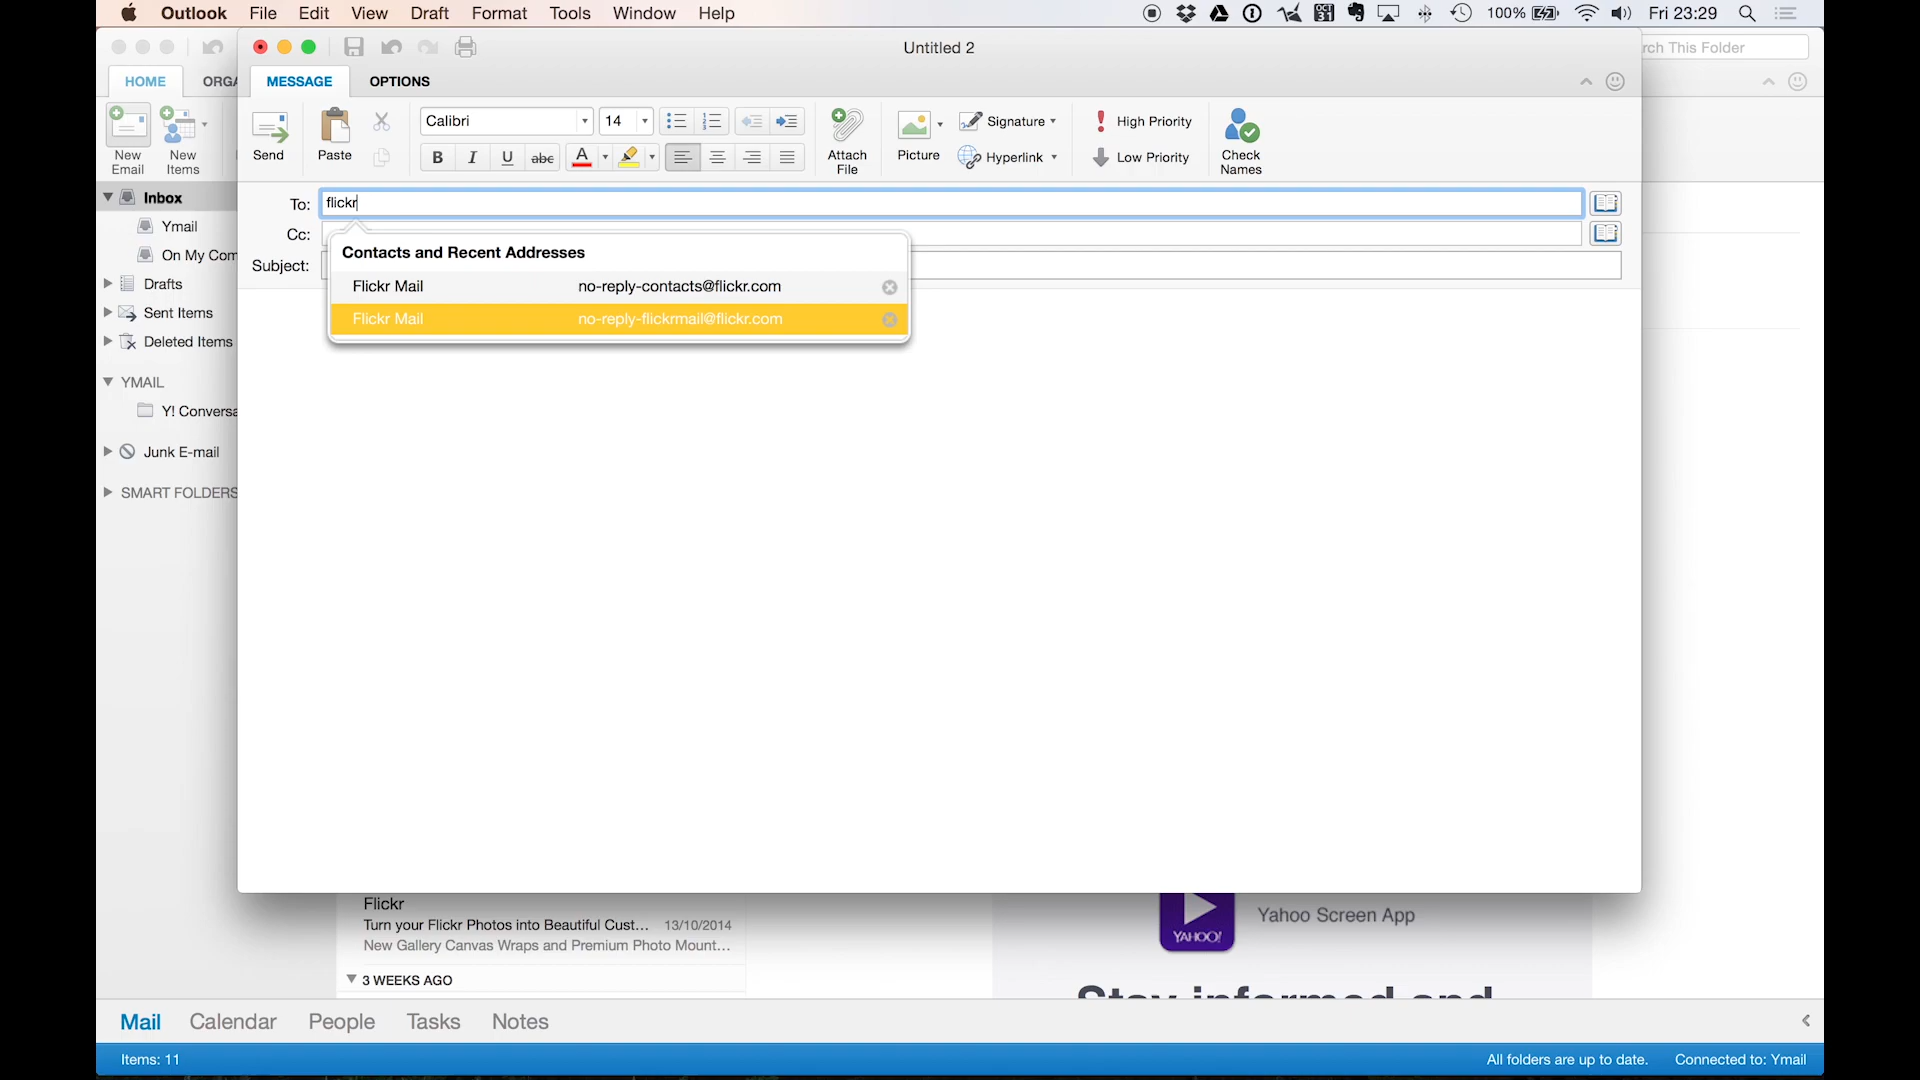 Outlook File Edit View Draft Format Tools Window Help
OCT 31 100% Fri 23:29
Untitled 2
rch This Folder
HOME ORGA
MESSAGE OPTIONS
New Email
New Items
Send
Paste
Calibri 14
B I U abc A
Attach File
Picture
Signature
Hyperlink
High Priority
Low Priority
Check Names
To: flickr
Cc:
Subject:
Contacts and Recent Addresses
Flickr Mail no-reply-contacts@flickr.com
Flickr Mail no-reply-flickrmail@flickr.com
Inbox
Ymail
On My Com
Drafts
Sent Items
Deleted Items
YMAIL
Y! Conversa
Junk E-mail
SMART FOLDERS
Flickr
Turn your Flickr Photos into Beautiful Cust... 13/10/2014
New Gallery Canvas Wraps and Premium Photo Mount...
3 WEEKS AGO
YAHOO!
Yahoo Screen App
Stay informed and
Mail Calendar People Tasks Notes
Items: 11
All folders are up to date. Connected to: Ymail